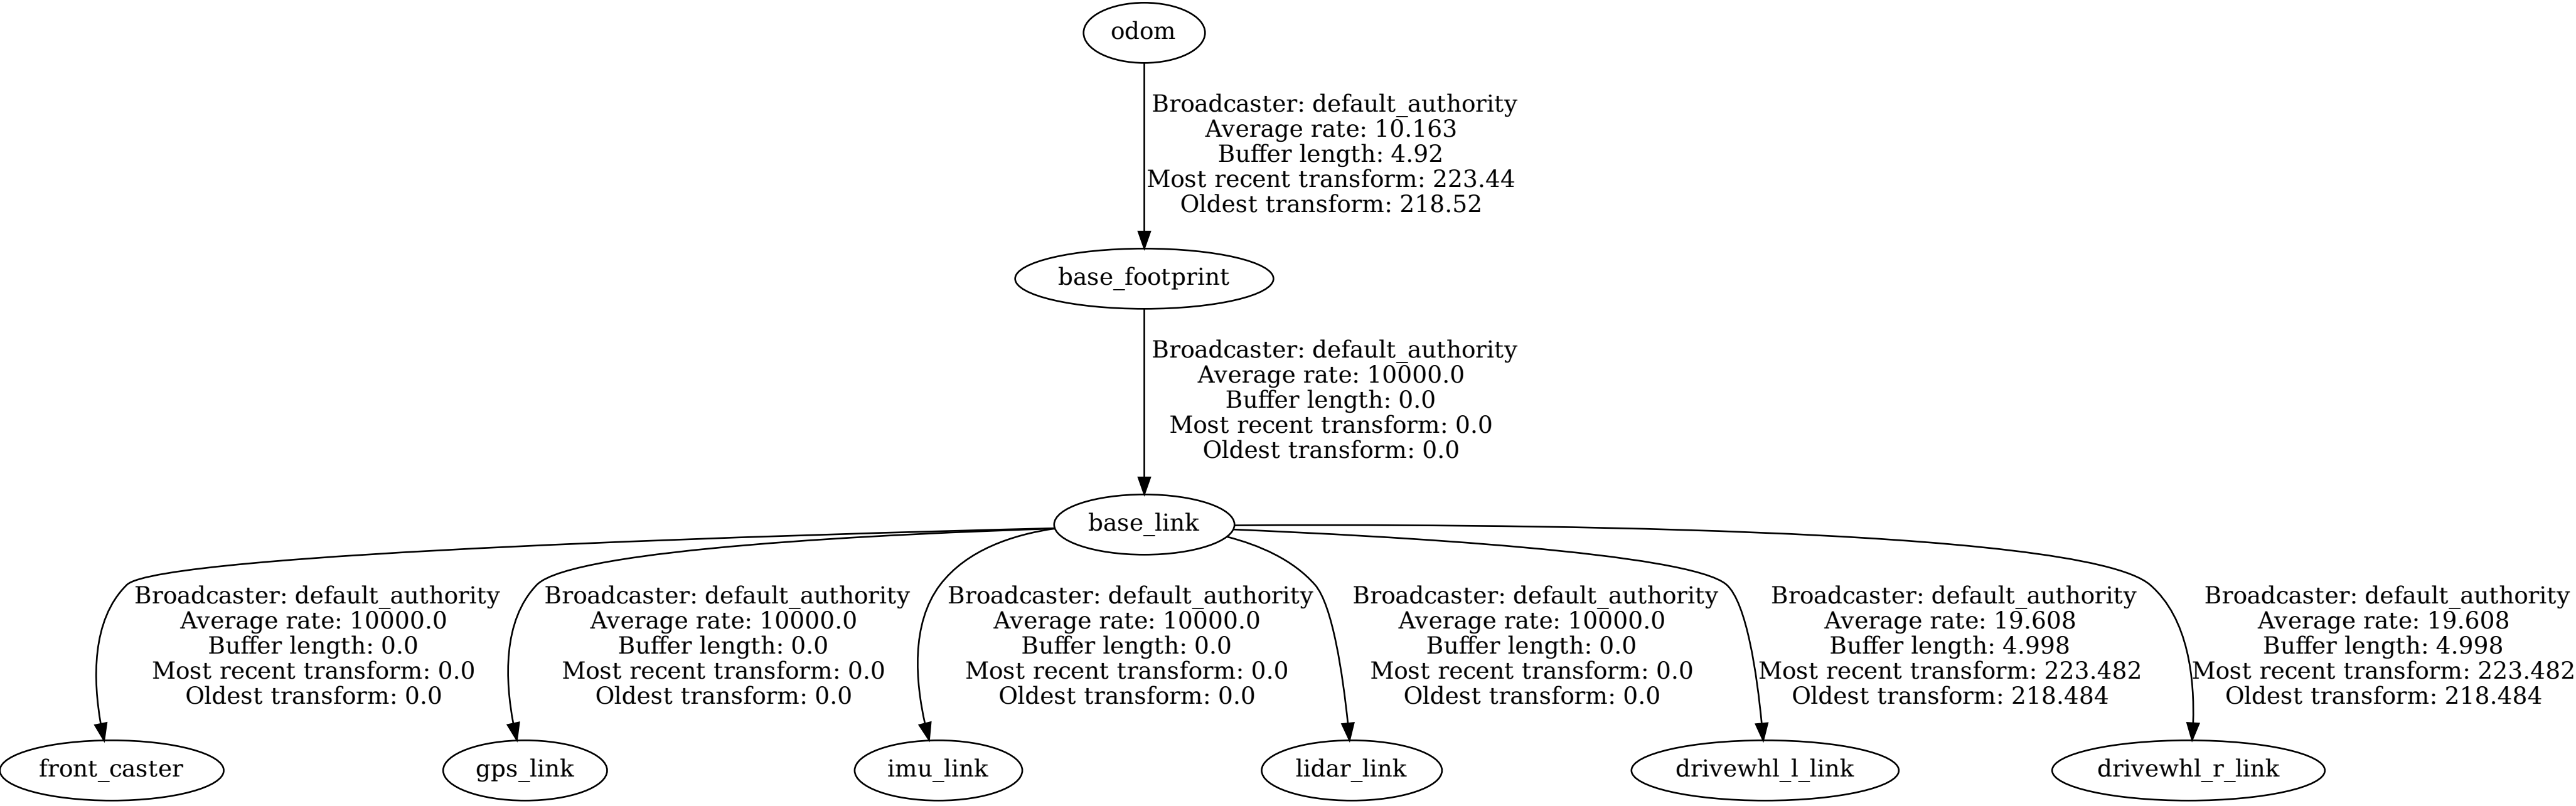 odom
Broadcaster: default_authority
Average rate: 10.163
Buffer length: 4.92
Most recent transform: 223.44
Oldest transform: 218.52
base_footprint
Broadcaster: default_authority
Average rate: 10000.0
Buffer length: 0.0
Most recent transform: 0.0
Oldest transform: 0.0
base_link
Broadcaster: default_authority
Average rate: 10000.0
Buffer length: 0.0
Most recent transform: 0.0
Oldest transform: 0.0
Broadcaster: default_authority
Average rate: 10000.0
Buffer length: 0.0
Most recent transform: 0.0
Oldest transform: 0.0
Broadcaster: default_authority
Average rate: 10000.0
Buffer length: 0.0
Most recent transform: 0.0
Oldest transform: 0.0
Broadcaster: default_authority
Average rate: 10000.0
Buffer length: 0.0
Most recent transform: 0.0
Oldest transform: 0.0
Broadcaster: default_authority
Average rate: 19.608
Buffer length: 4.998
Most recent transform: 223.482
Oldest transform: 218.484
Broadcaster: default_authority
Average rate: 19.608
Buffer length: 4.998
Most recent transform: 223.482
Oldest transform: 218.484
front_caster
gps_link
imu_link
lidar_link
drivewhl_l_link
drivewhl_r_link